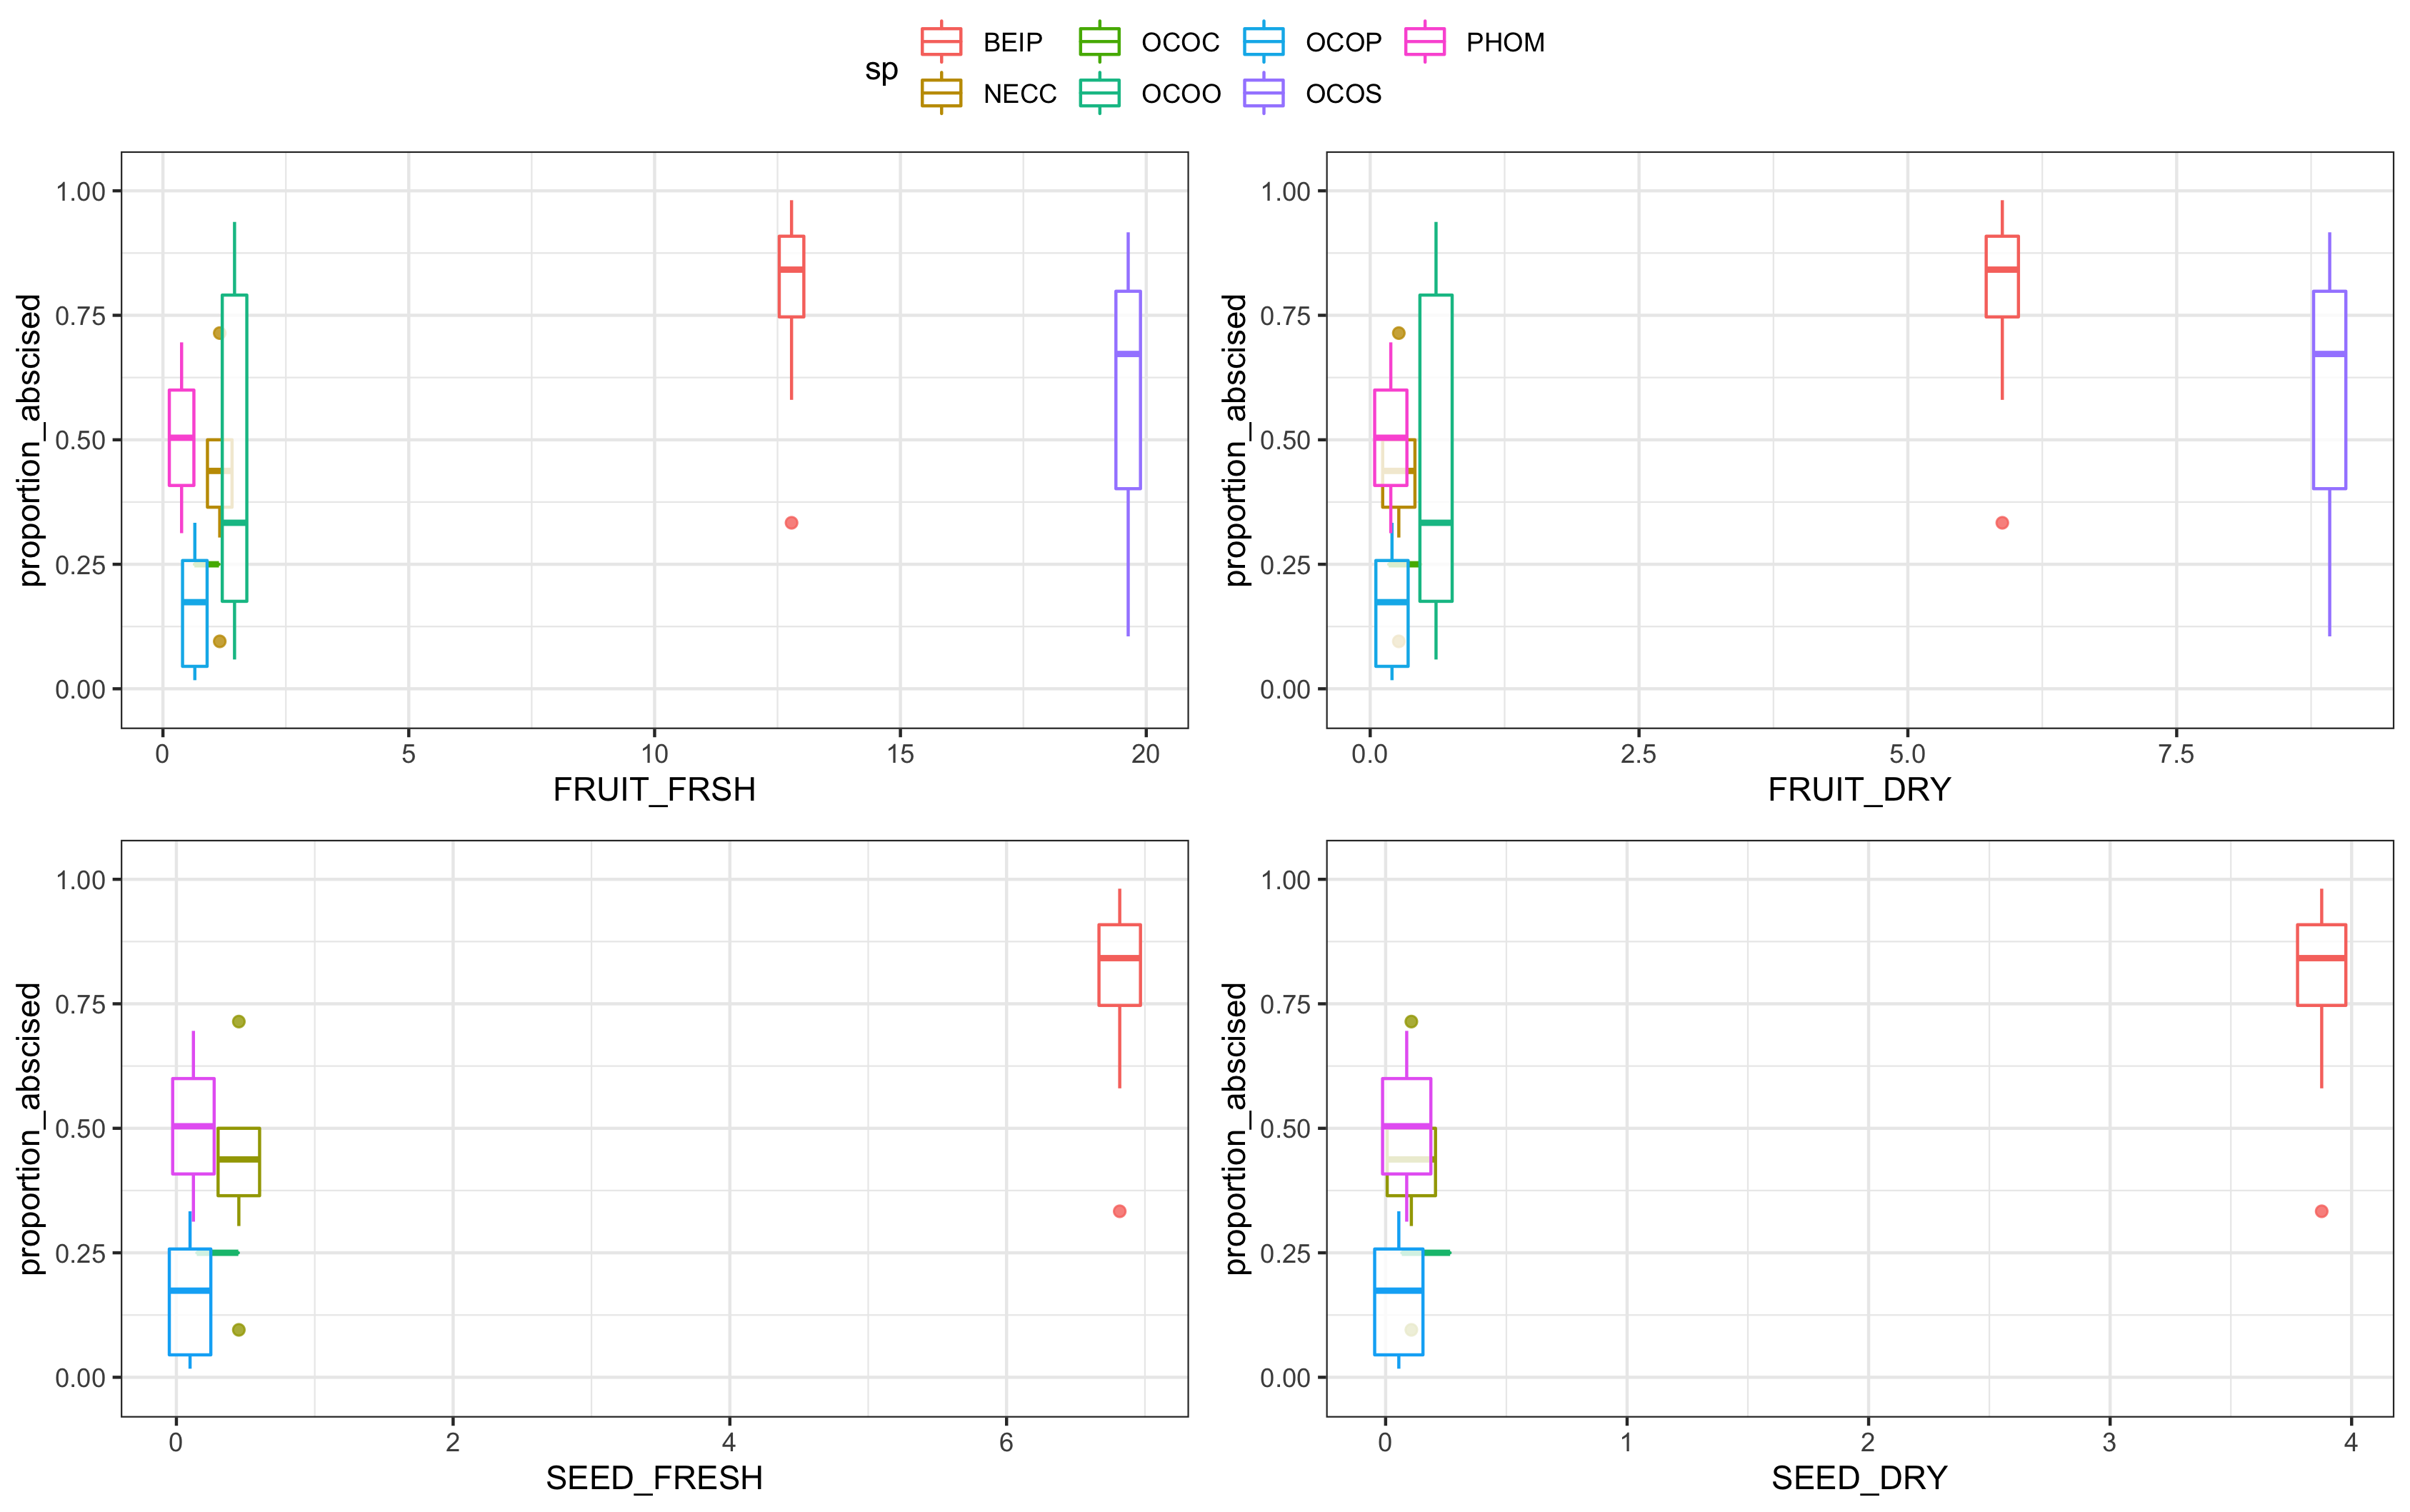 sp
BEIP OCOC OCOP PHOM
NECC OCOO OCOS
proportion_abscised
1.00
0.75
0.50
0.25
0.00
0 5 10 15 20
FRUIT_FRSH
proportion_abscised
1.00
0.75
0.50
0.25
0.00
0.0 2.5 5.0 7.5
FRUIT_DRY
proportion_abscised
1.00
0.75
0.50
0.25
0.00
0 2 4 6
SEED_FRESH
proportion_abscised
1.00
0.75
0.50
0.25
0.00
0 1 2 3 4
SEED_DRY